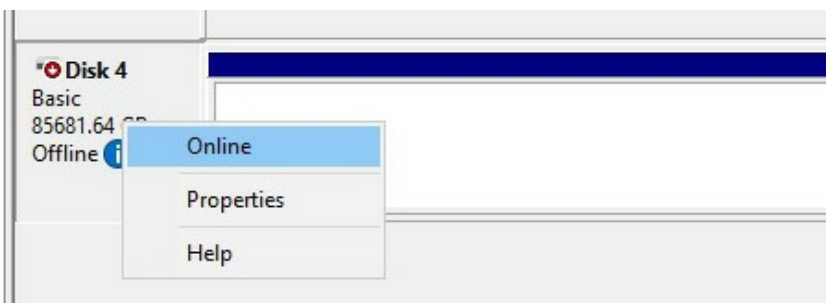 Disk 4
Basic
85681.64
Offline
Online
Properties
Help